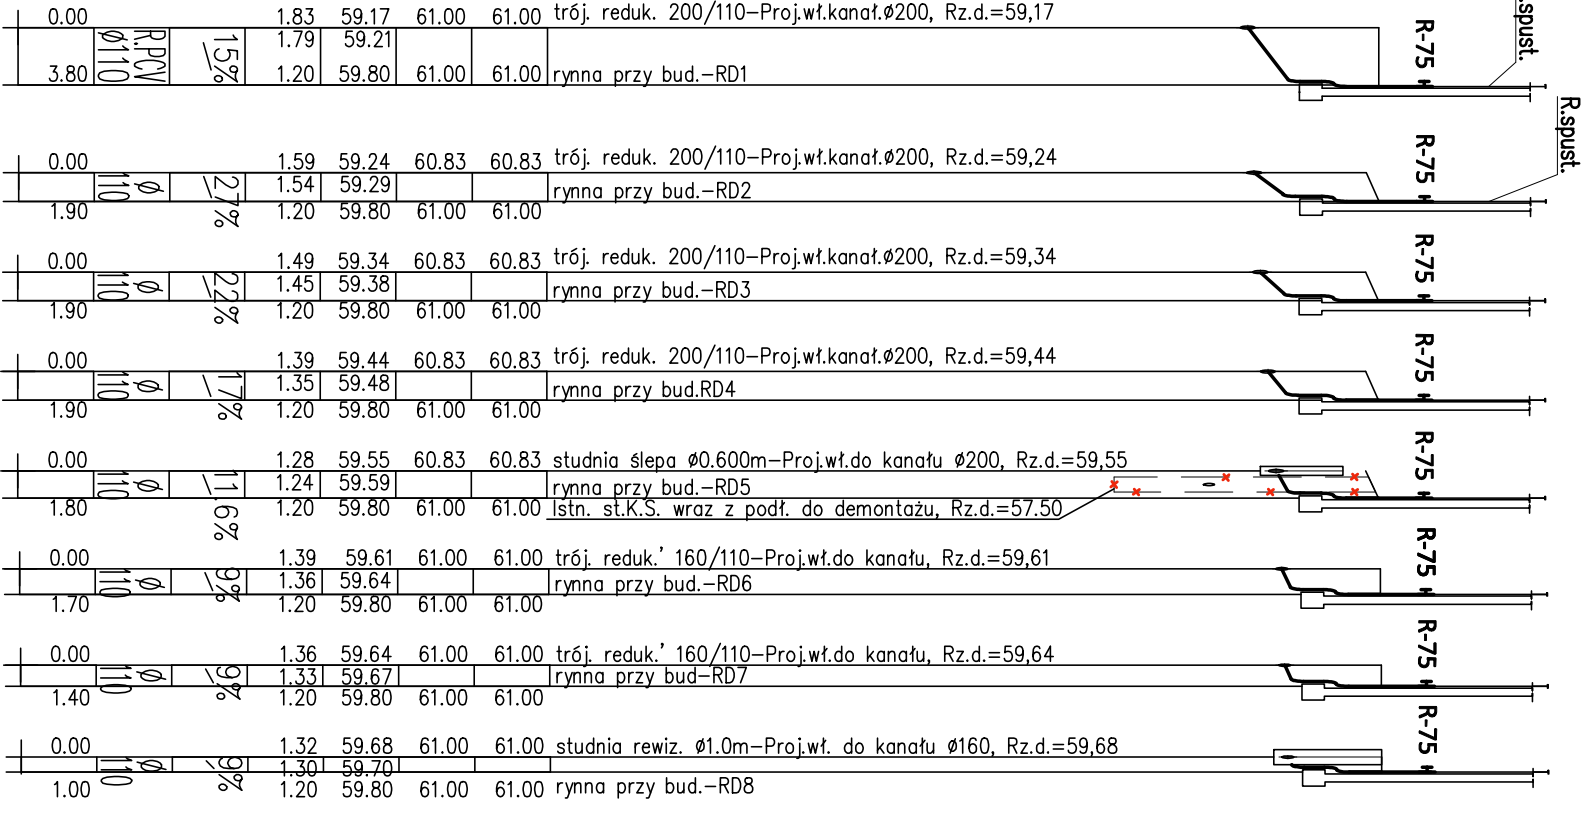 0.00 1.83 59.17 61.00 61.00 trój. reduk. 200/110-Proj.wł.kanał.ø200, Rz.d.=59,17
R.PCV ø110 15% 1.79 59.21
3.80 1.20 59.80 61.00 61.00 rynna przy bud.-RD1
R-75
.spust.
R.spust.
0.00 1.59 59.24 60.83 60.83 trój. reduk. 200/110-Proj.wł.kanał.ø200, Rz.d.=59,24
ø 110 27% 1.54 59.29 rynna przy bud.-RD2
1.90 1.20 59.80 61.00 61.00
R-75
0.00 1.49 59.34 60.83 60.83 trój. reduk. 200/110-Proj.wł.kanał.ø200, Rz.d.=59,34
ø 110 22% 1.45 59.38 rynna przy bud.-RD3
1.90 1.20 59.80 61.00 61.00
R-75
0.00 1.39 59.44 60.83 60.83 trój. reduk. 200/110-Proj.wł.kanał.ø200, Rz.d.=59,44
ø 110 17% 1.35 59.48 rynna przy bud.RD4
1.90 1.20 59.80 61.00 61.00
R-75
0.00 1.28 59.55 60.83 60.83 studnia ślepa ø0.600m-Proj.wł.do kanału ø200, Rz.d.=59,55
ø 110 11.6% 1.24 59.59 rynna przy bud.-RD5
1.80 1.20 59.80 61.00 61.00 Istn. st.K.S. wraz z podł. do demontażu, Rz.d.=57.50
R-75
0.00 1.39 59.61 61.00 61.00 trój. reduk.' 160/110-Proj.wł.do kanału, Rz.d.=59,61
ø 110 9% 1.36 59.64 rynna przy bud.-RD6
1.70 1.20 59.80 61.00 61.00
R-75
0.00 1.36 59.64 61.00 61.00 trój. reduk.' 160/110-Proj.wł.do kanału, Rz.d.=59,64
ø 110 9% 1.33 59.67 rynna przy bud-RD7
1.40 1.20 59.80 61.00 61.00
R-75
0.00 1.32 59.68 61.00 61.00 studnia rewiz. ø1.0m-Proj.wł. do kanału ø160, Rz.d.=59,68
ø 110 9% 1.30 59.70
1.00 1.20 59.80 61.00 61.00 rynna przy bud.-RD8
R-75